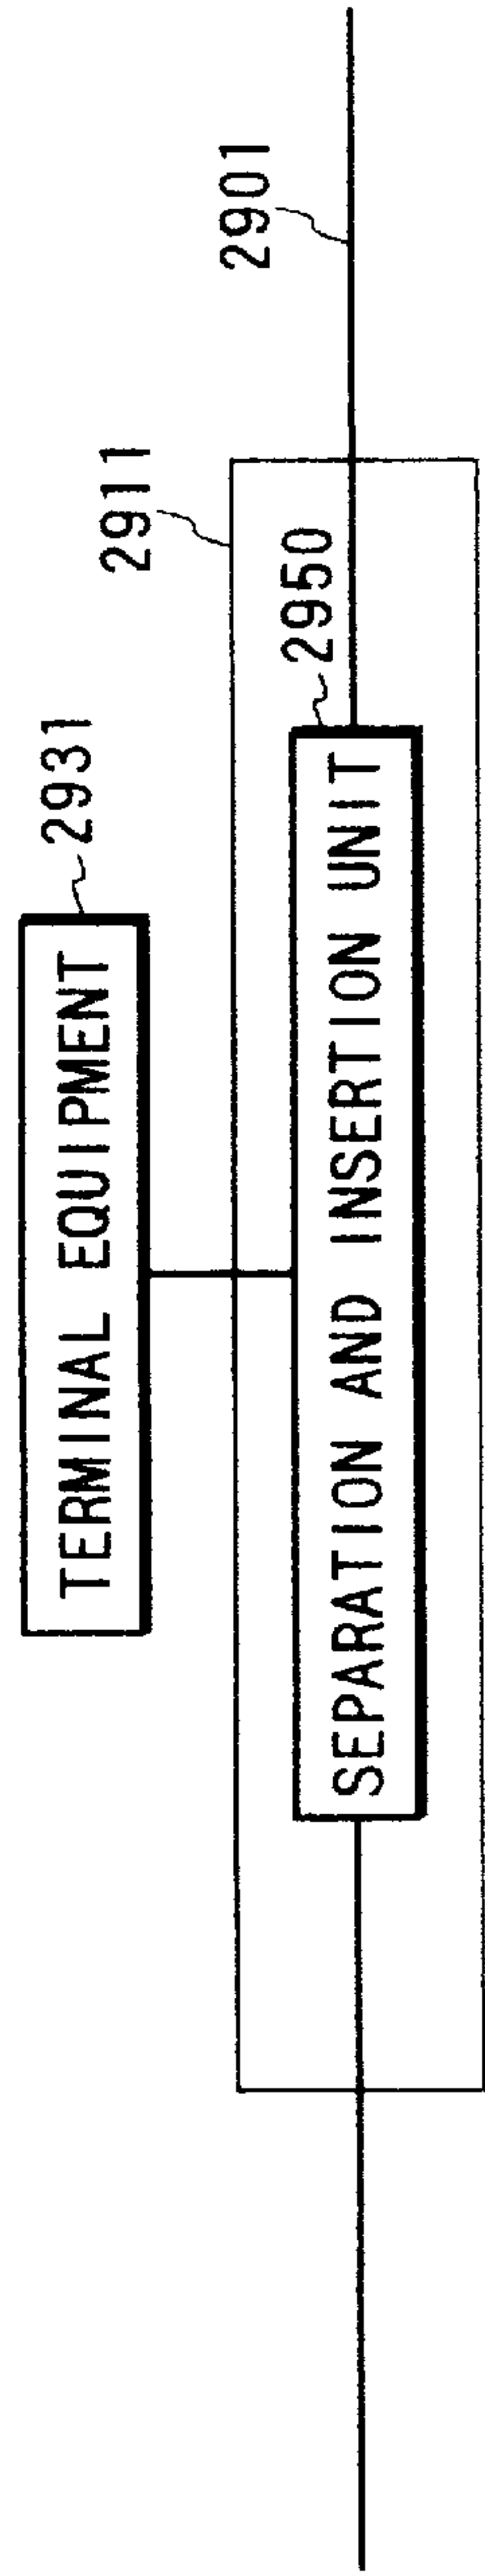 TERMINAL EQUIPMENT
2931
2911
2901
2950
SEPARATION AND INSERTION UNIT